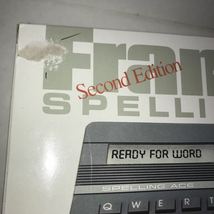 Fran
Second Edition
SPELLI
READY FOR WORD
SPELLING ACE
Q W E R T